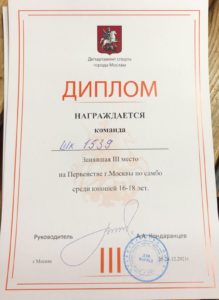 Департамент спорта
города Москвы
ДИПЛОМ
НАГРАЖДАЕТСЯ
команда
шк 1539
Занявшая III место
на Первенстве г.Москвы по самбо
среди юношей 16-18 лет.
Руководитель
А.А. Кондаранцев
III
г.Москва